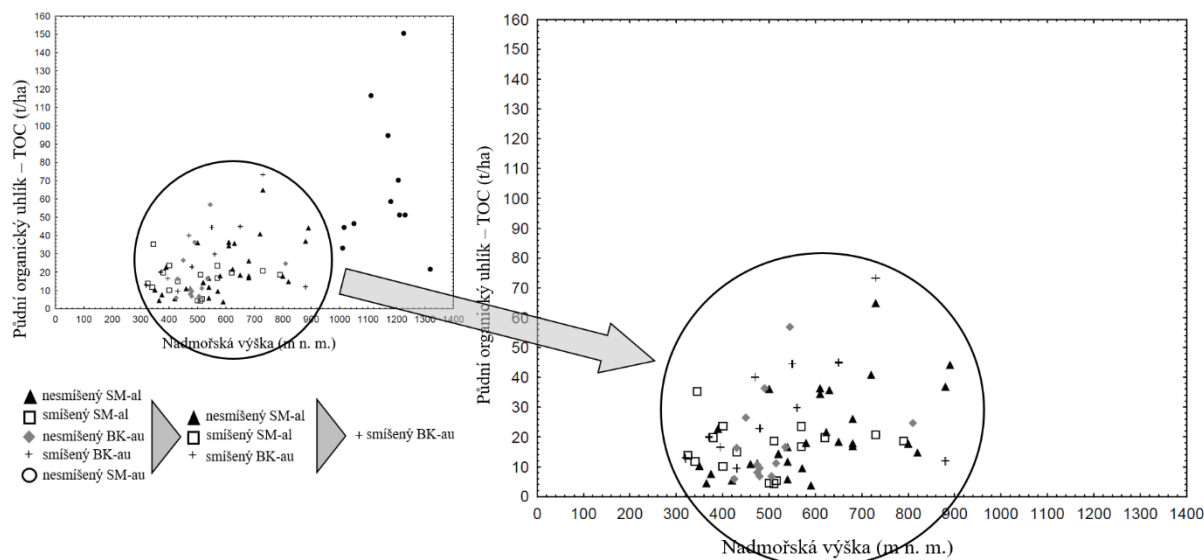 Půdní organický uhlík – TOC (t/ha)
160
150
140
130
120
110
100
90
80
70
60
50
40
30
20
10
0
0 100 200 300 400 500 600 700 800 900 1000 1100 1200 1300 1400
Nadmořská výška (m n. m.)
nesmíšený SM-al
smíšený SM-al
nesmíšený BK-au
smíšený BK-au
nesmíšený SM-au
nesmíšený SM-al
smíšený SM-al
smíšený BK-au
smíšený BK-au
Půdní organický uhlík – TOC (t/ha)
160
150
140
130
120
110
100
90
80
70
60
50
40
30
20
10
0
0 100 200 300 400 500 600 700 800 900 1000 1100 1200 1300 1400
Nadmořská výška (m n. m.)